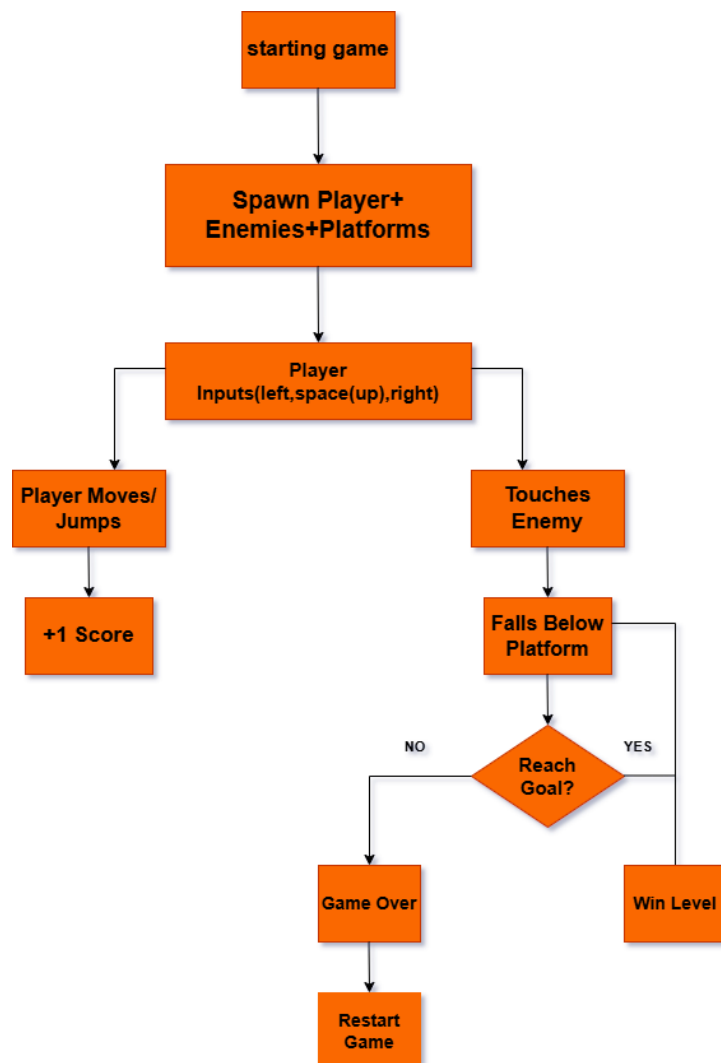 starting game
Spawn Player+
Enemies+Platforms
Player
Inputs(left,space(up),right)
Player Moves/
Jumps
Touches
Enemy
+1 Score
Falls Below
Platform
NO
YES
Reach
Goal?
Game Over
Win Level
Restart
Game